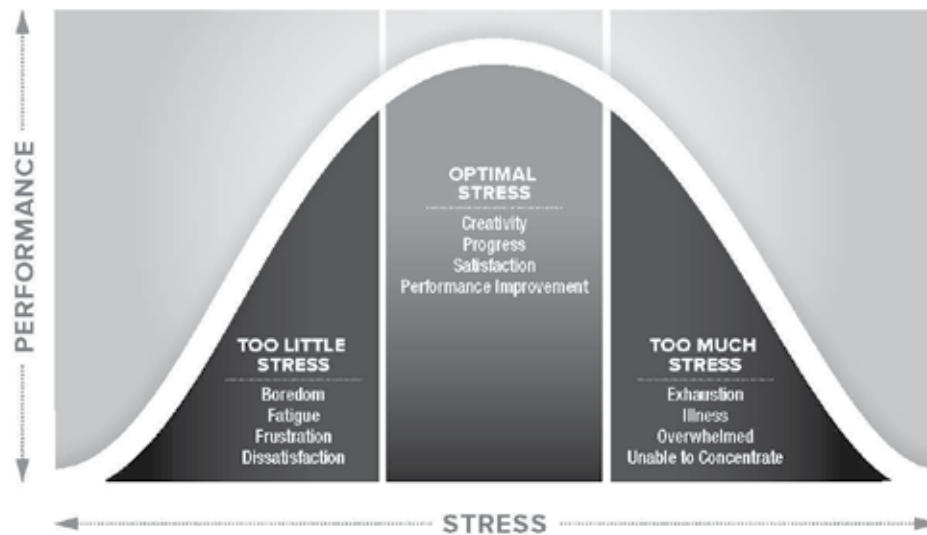 PERFORMANCE
OPTIMAL
STRESS
Creativity
Progress
Satisfaction
Performance Improvement
TOO LITTLE
STRESS
Boredom
Fatigue
Frustration
Dissatisfaction
TOO MUCH
STRESS
Exhaustion
Illness
Overwhelmed
Unable to Concentrate
STRESS